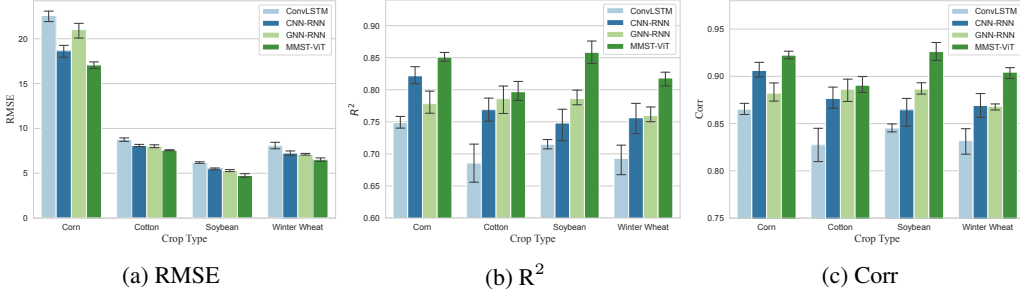 ConvLSTM
CNN-RNN
GNN-RNN
MMST-ViT
RMSE
20
15
10
5
0
Corn
Cotton
Soybean
Winter Wheat
Crop Type
(a) RMSE
ConvLSTM
CNN-RNN
GNN-RNN
MMST-ViT
R²
0.90
0.85
0.80
0.75
0.70
0.65
0.60
Corn
Cotton
Soybean
Winter Wheat
Crop Type
(b) R²
ConvLSTM
CNN-RNN
GNN-RNN
MMST-ViT
Corr
0.95
0.90
0.85
0.80
0.75
Corn
Cotton
Soybean
Winter Wheat
Crop Type
(c) Corr